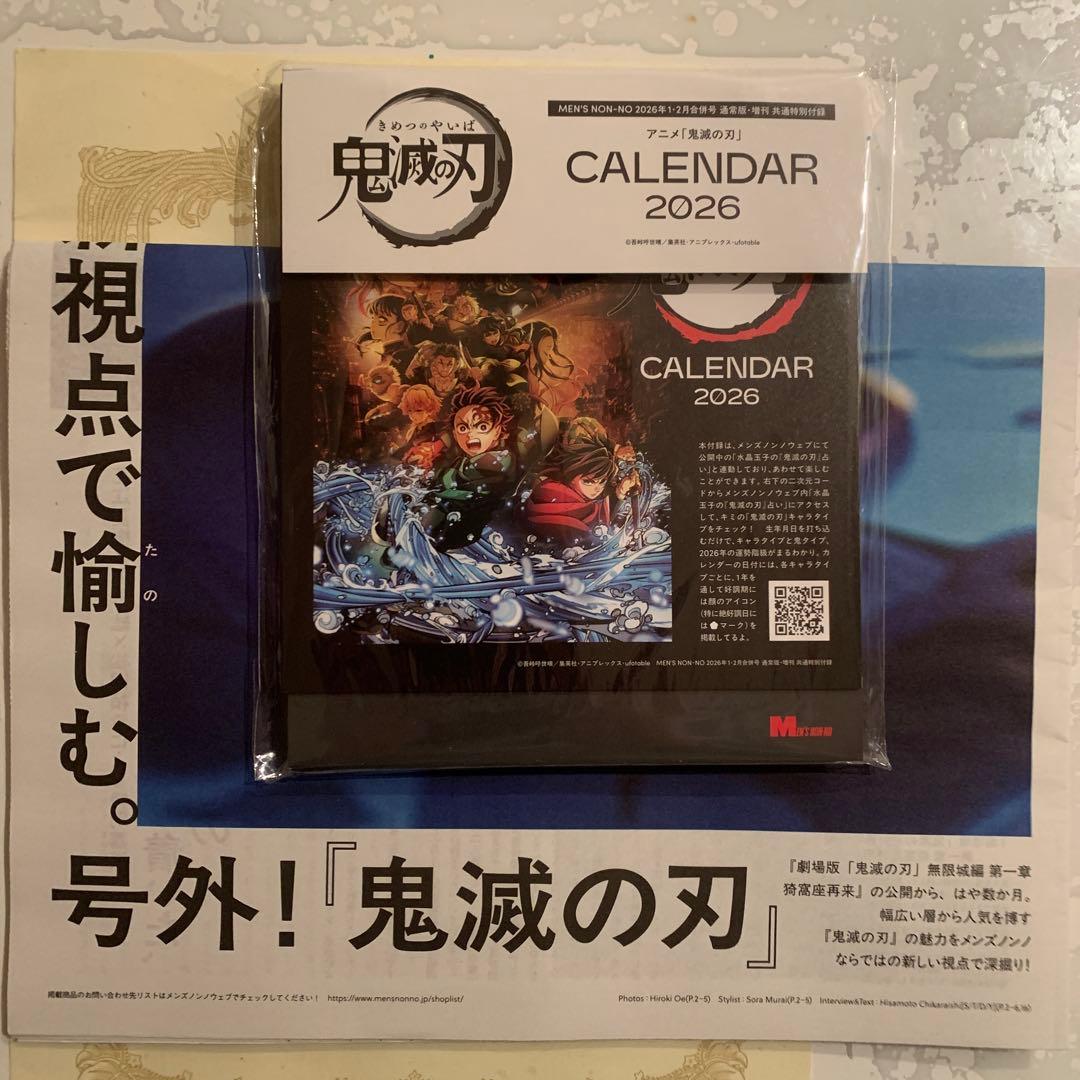 きめつのやいば
鬼滅の刃
MEN'S NON-NO 2026年1・2月合併号 通常版・増刊 共通特別付録
アニメ「鬼滅の刃」
CALENDAR
2026
©吾峠呼世晴／集英社・アニプレックス・ufotable
CALENDAR
2026
本付録は、メンズノンノウェブにて
公開中の「水晶玉子の『鬼滅の刃』占
い」と連動しており、あわせて楽しむ
ことができます。右下の二次元コー
ドからメンズノンノウェブ内「水晶
玉子の『鬼滅の刃』占い」にアクセス
して、キミの『鬼滅の刃』キャラタイ
プをチェック！ 生年月日を打ち込
むだけで、キャラタイプと鬼タイプ、
2026年の運勢階級がまるわかり。カ
レンダーの日付には、各キャラタイ
プごとに、1年を
通して好調期に
は顔のアイコン
(特に絶好調日に
は マーク)を
掲載してるよ。
©吾峠呼世晴／集英社・アニプレックス・ufotable MEN'S NON-NO 2026年1・2月合併号 通常版・増刊 共通特別付録
MEN'S NON-NO
視点で愉しむ。
たの
号外！『鬼滅の刃』
『劇場版「鬼滅の刃」無限城編 第一章
猗窩座再来』の公開から、はや数か月。
幅広い層から人気を博す
『鬼滅の刃』の魅力をメンズノンノ
ならではの新しい視点で深掘り！
掲載商品のお問い合わせ先リストはメンズノンノウェブでチェックしてください！ https://www.mensnonno.jp/shoplist/
Photos：Hiroki Oe(P.2-5) Stylist：Sora Murai(P.2-5) Interview&Text：Hisamoto Chikaraishi[S/T/D/Y](P.2-6,16)